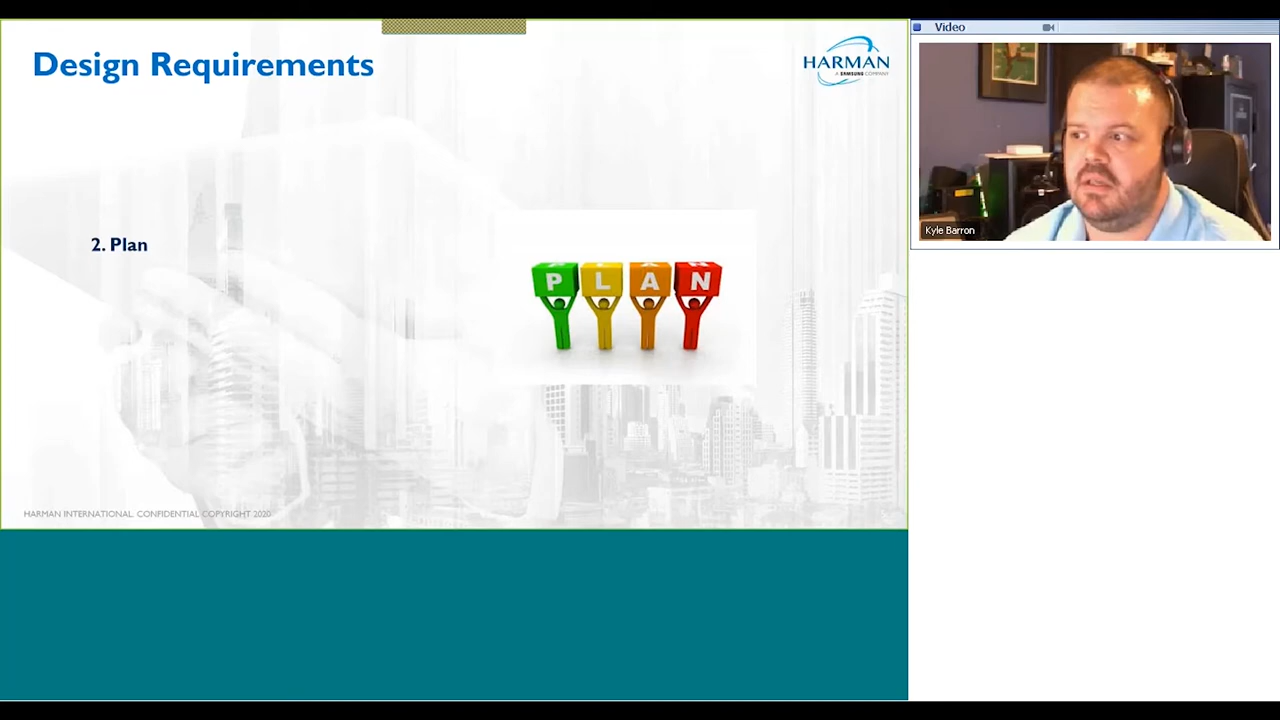 Design Requirements
HARMAN
A SAMSUNG COMPANY
2. Plan
P L A N
HARMAN INTERNATIONAL. CONFIDENTIAL COPYRIGHT 2020
Video
Kyle Barron